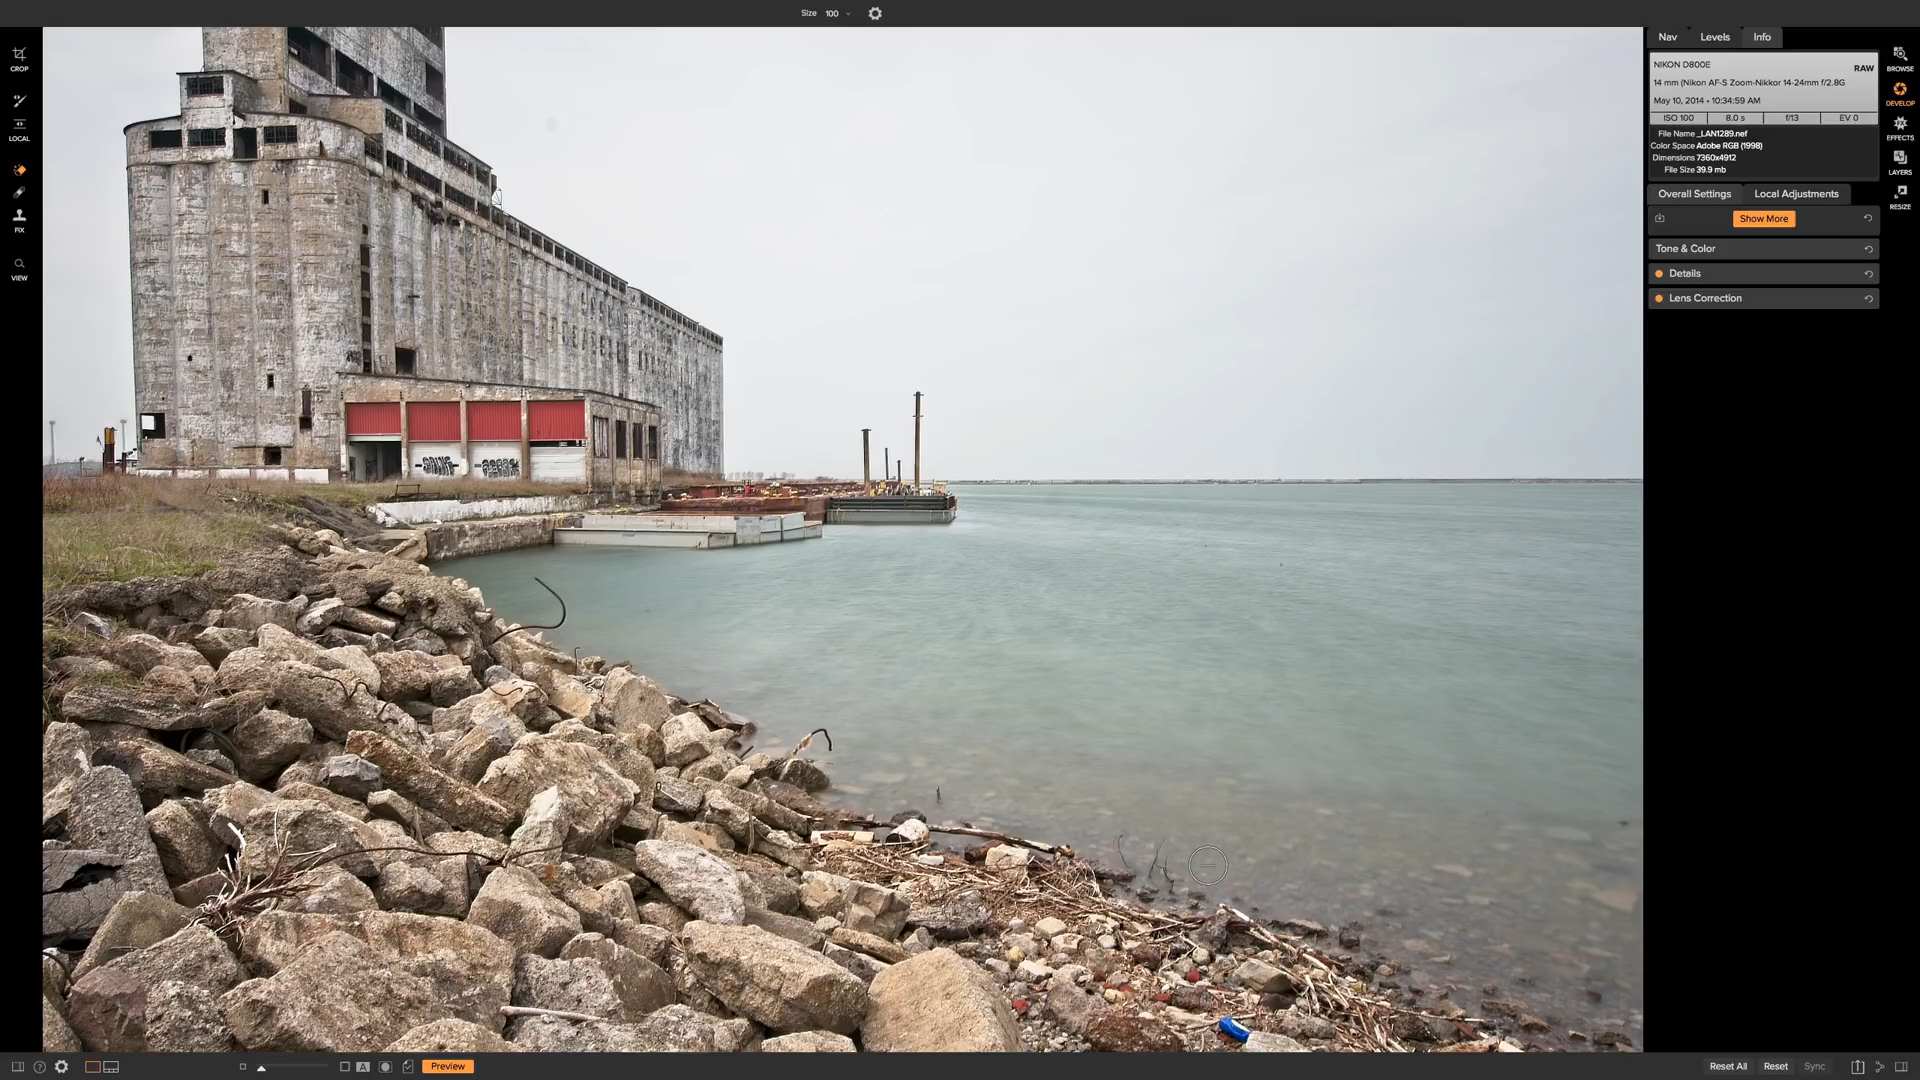 Size 100
CROP
LOCAL
FIX
VIEW
Nav Levels Info
NIKON D800E RAW
14 mm (Nikon AF-S Zoom-Nikkor 14-24mm f/2.8G
May 10, 2014 • 10:34:59 AM
ISO 100 8.0 s f/13 EV 0
File Name _LAN1289.nef
Color Space Adobe RGB (1998)
Dimensions 7360x4912
File Size 39.9 mb
Overall Settings Local Adjustments
Show More
Tone & Color
Details
Lens Correction
BROWSE
DEVELOP
EFFECTS
LAYERS
RESIZE
A Preview
Reset All Reset Sync